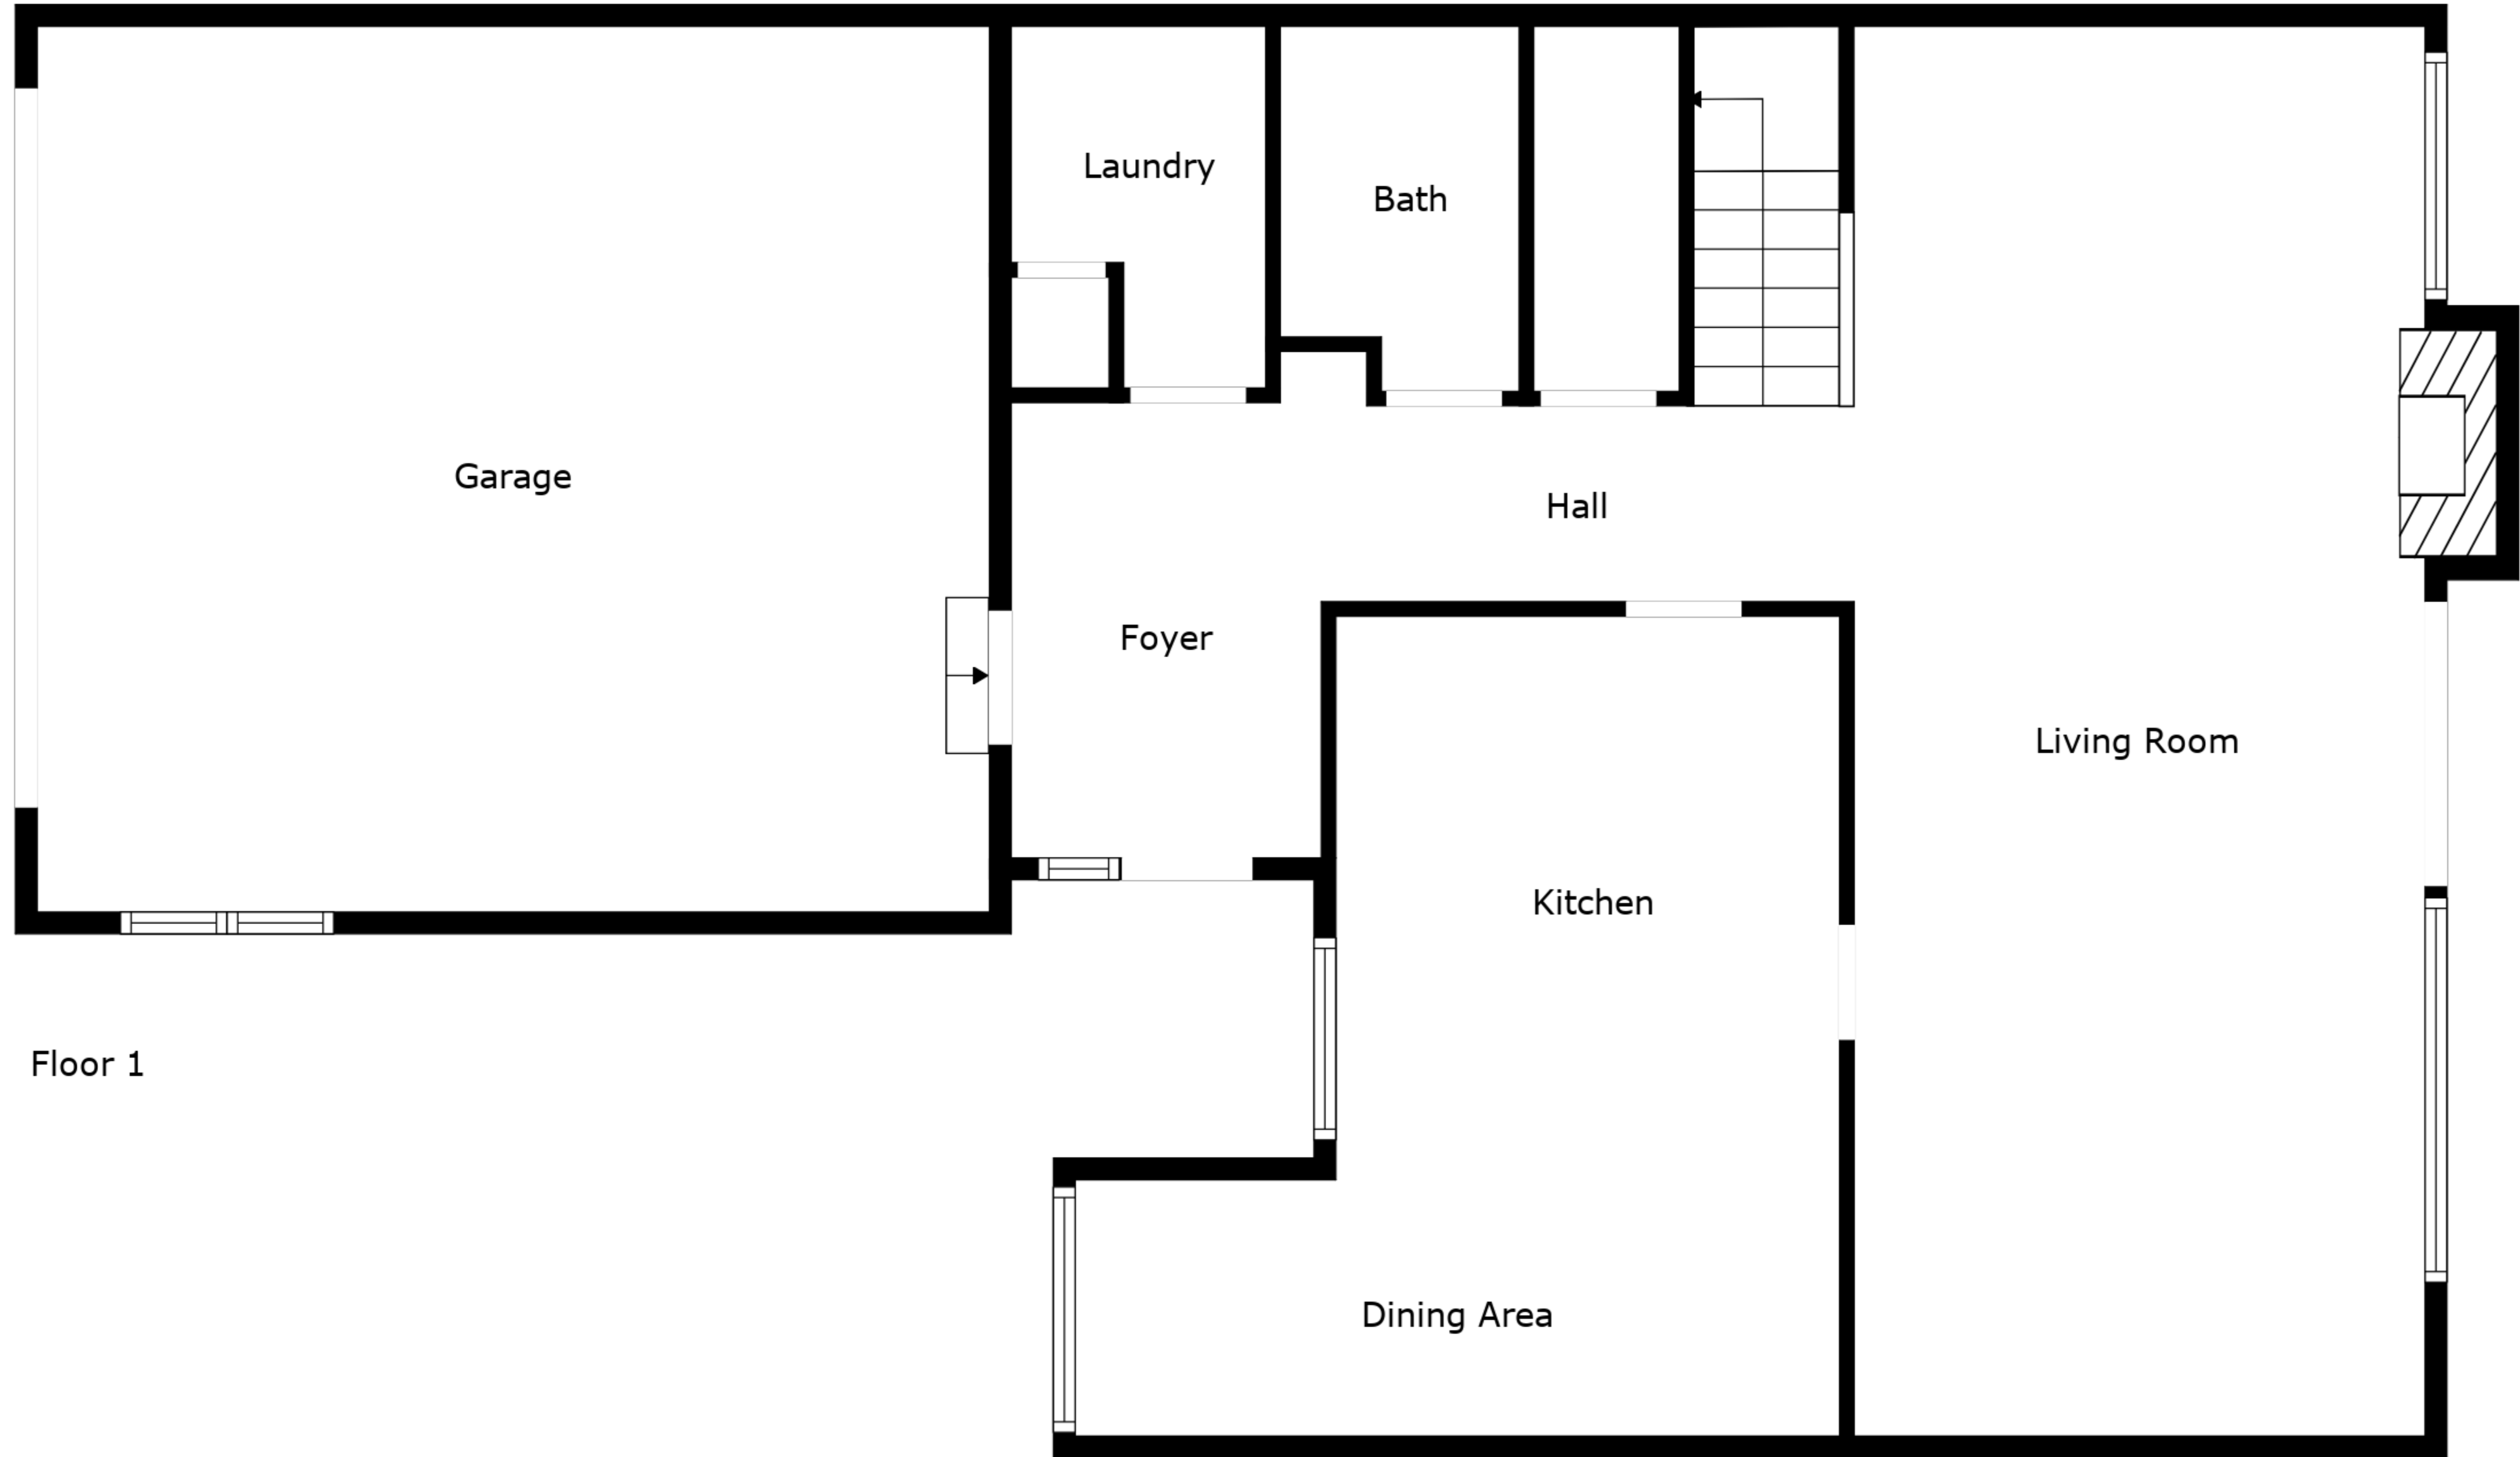 Laundry
Bath
Garage
Hall
Foyer
Living Room
Kitchen
Floor 1
Dining Area